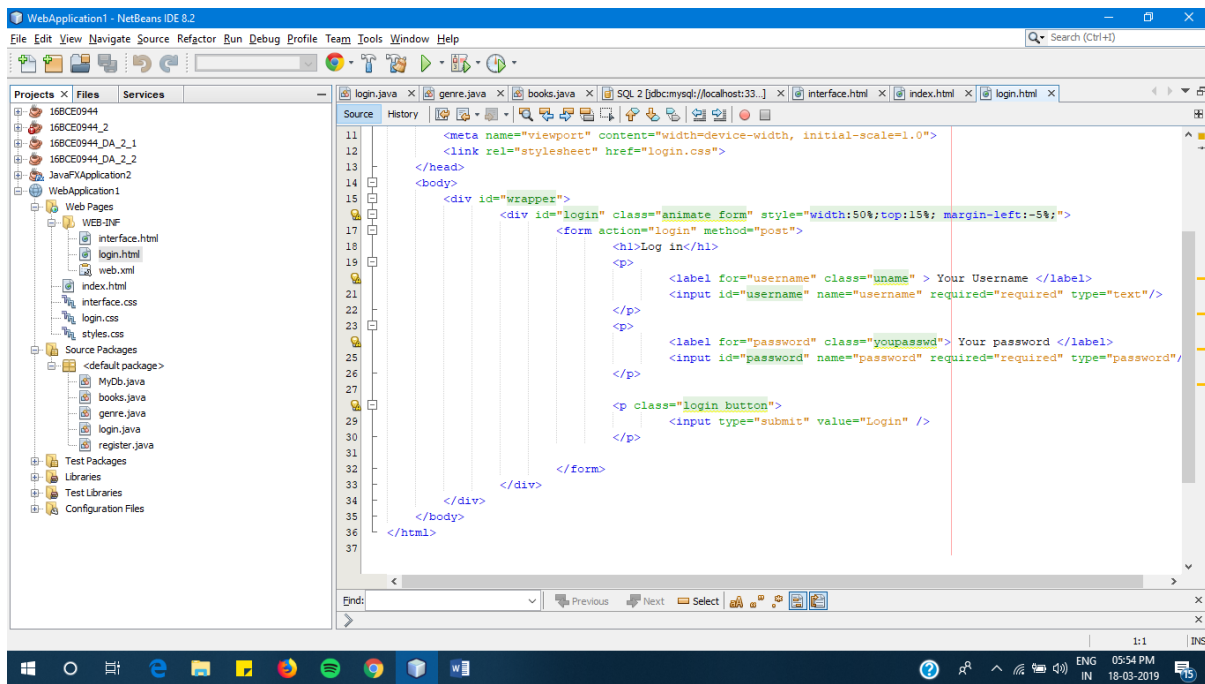 WebApplication1 - NetBeans IDE 8.2
File Edit View Navigate Source Refactor Run Debug Profile Team Tools Window Help
Search (Ctrl+I)
Projects Files Services
login.java genre.java books.java SQL 2 [jdbc:mysql://localhost:33...] interface.html index.html login.html
Source History
16BCE0944
16BCE0944_2
16BCE0944_DA_2_1
16BCE0944_DA_2_2
JavaFXApplication2
WebApplication1
Web Pages
WEB-INF
interface.html
login.html
web.xml
index.html
interface.css
login.css
styles.css
Source Packages
<default package>
MyDb.java
books.java
genre.java
login.java
register.java
Test Packages
Libraries
Test Libraries
Configuration Files
11 <meta name="viewport" content="width=device-width, initial-scale=1.0">
12 <link rel="stylesheet" href="login.css">
13 </head>
14 <body>
15 <div id="wrapper">
<div id="login" class="animate form" style="width:50%;top:15%; margin-left:-5%;">
17 <form action="login" method="post">
18 <h1>Log in</h1>
19 <p>
<label for="username" class="uname" > Your Username </label>
21 <input id="username" name="username" required="required" type="text"/>
22 </p>
23 <p>
<label for="password" class="youpasswd"> Your password </label>
25 <input id="password" name="password" required="required" type="password"/
26 </p>
27
<p class="login button">
29 <input type="submit" value="Login" />
30 </p>
31
32 </form>
33 </div>
34 </div>
35 </body>
36 </html>
37
Find: Previous Next Select
1:1 INS
ENG 05:54 PM
IN 18-03-2019
15